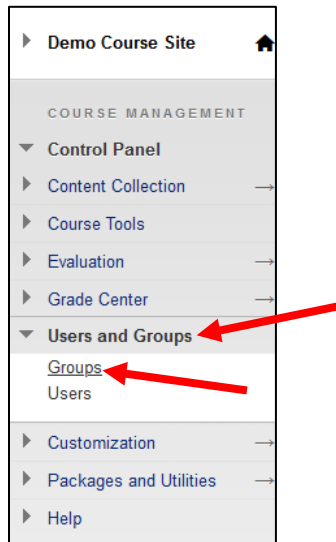 Demo Course Site
COURSE MANAGEMENT
Control Panel
Content Collection
Course Tools
Evaluation
Grade Center
Users and Groups
Groups
Users
Customization
Packages and Utilities
Help